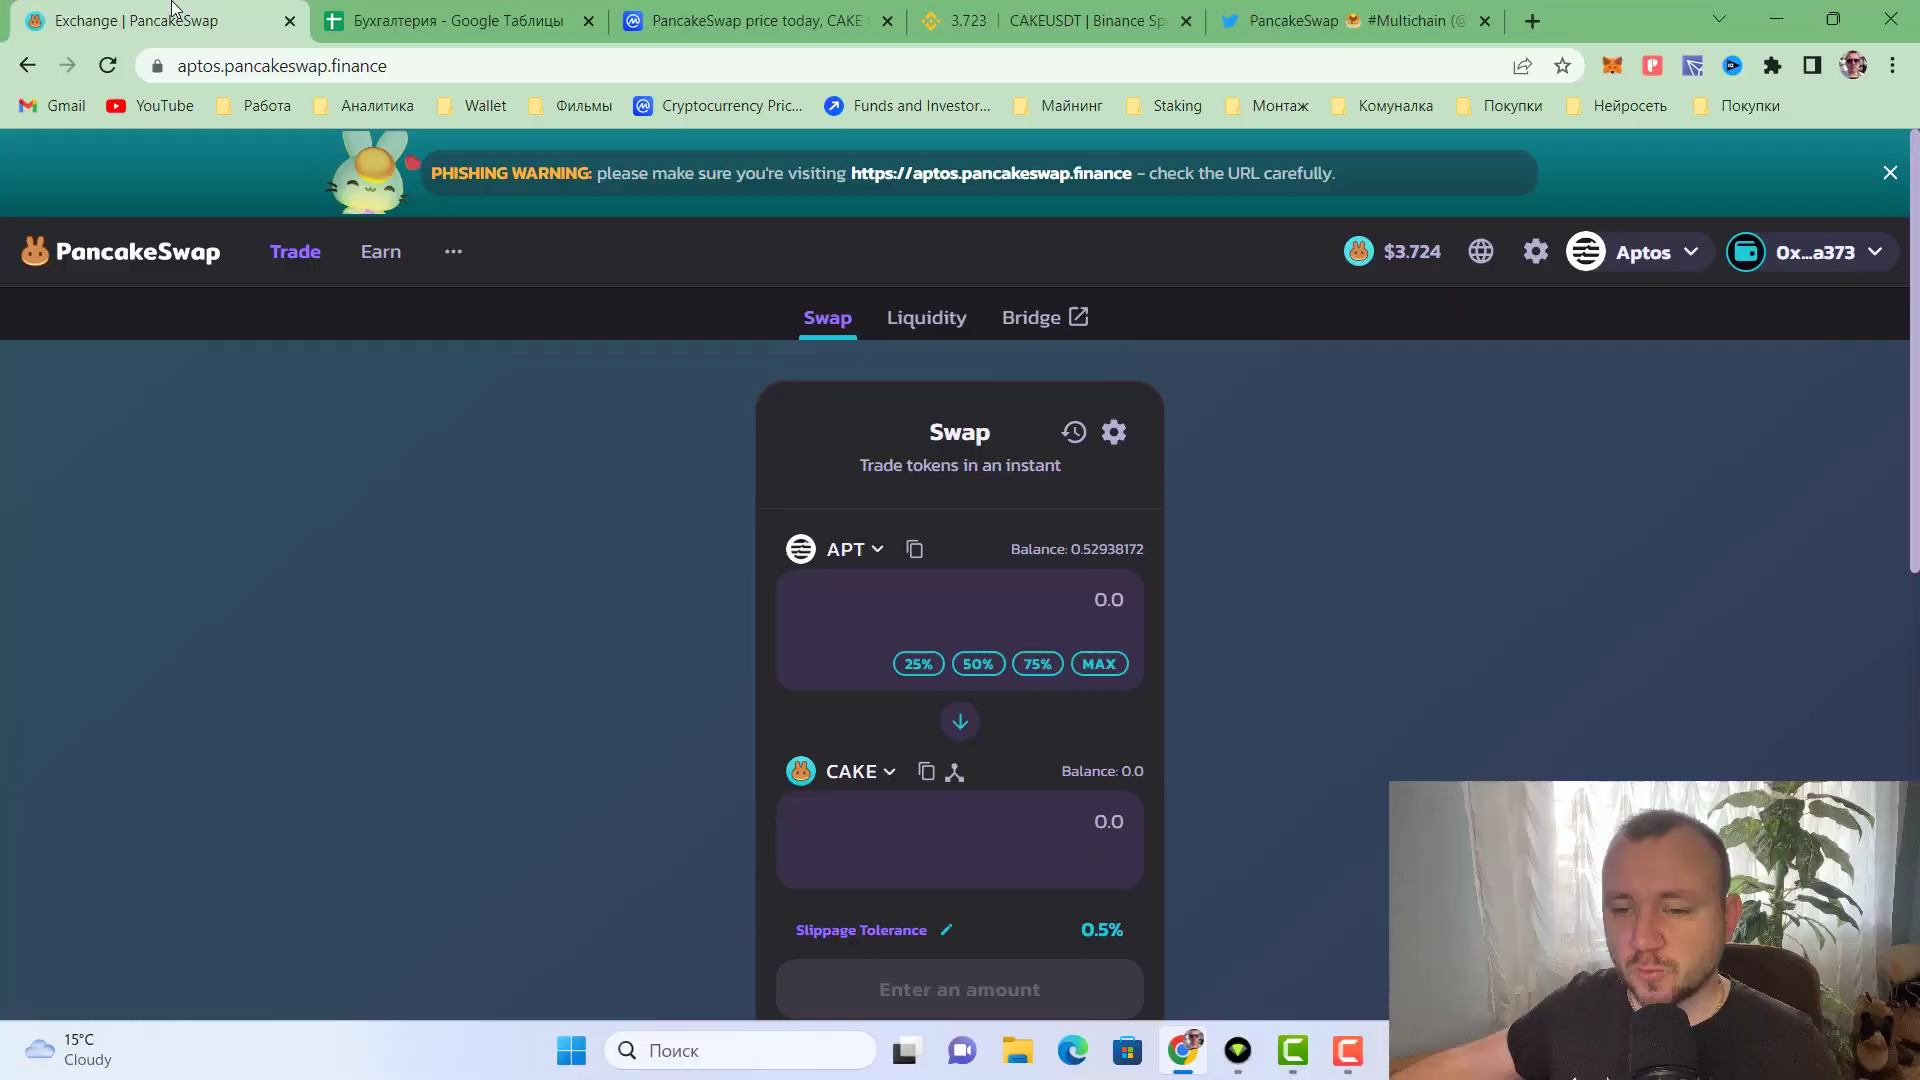 Exchange | PancakeSwap
Бухгалтерия - Google Таблицы
PancakeSwap price today, CAKE t
3.723 | CAKEUSDT | Binance Sp
PancakeSwap 🥞 #Multichain (@
aptos.pancakeswap.finance
Gmail
YouTube
Работа
Аналитика
Wallet
Фильмы
Cryptocurrency Pric...
Funds and Investor...
Майнинг
Staking
Монтаж
Комуналка
Покупки
Нейросеть
Покупки
PHISHING WARNING: please make sure you're visiting https://aptos.pancakeswap.finance - check the URL carefully.
PancakeSwap
Trade
Earn
$3.724
Aptos
0x...a373
Swap
Liquidity
Bridge
Swap
Trade tokens in an instant
APT
Balance: 0.52938172
0.0
25%
50%
75%
MAX
CAKE
Balance: 0.0
0.0
Slippage Tolerance
0.5%
Enter an amount
15°C
Cloudy
Поиск